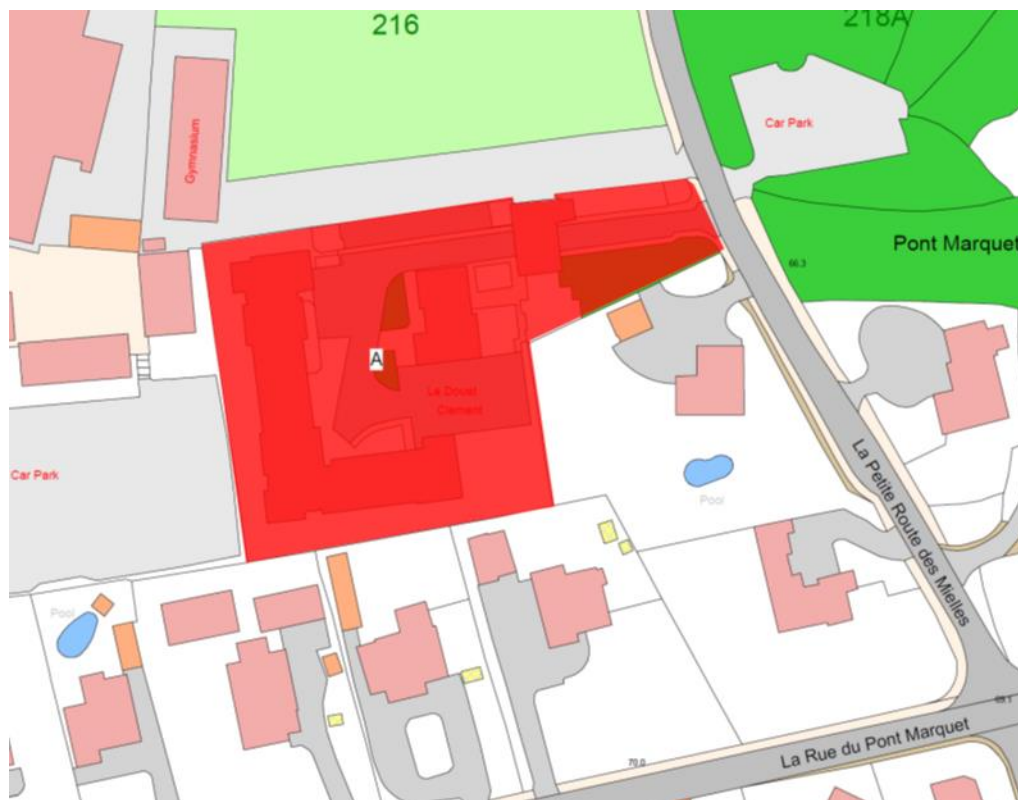 216
218A
Gymnasium
Car Park
Pont Marquet
66.3
A
Le Douet
Clement
Car Park
Pool
La Petite Route des Mielles
Pool
La Rue du Pont Marquet
70.0